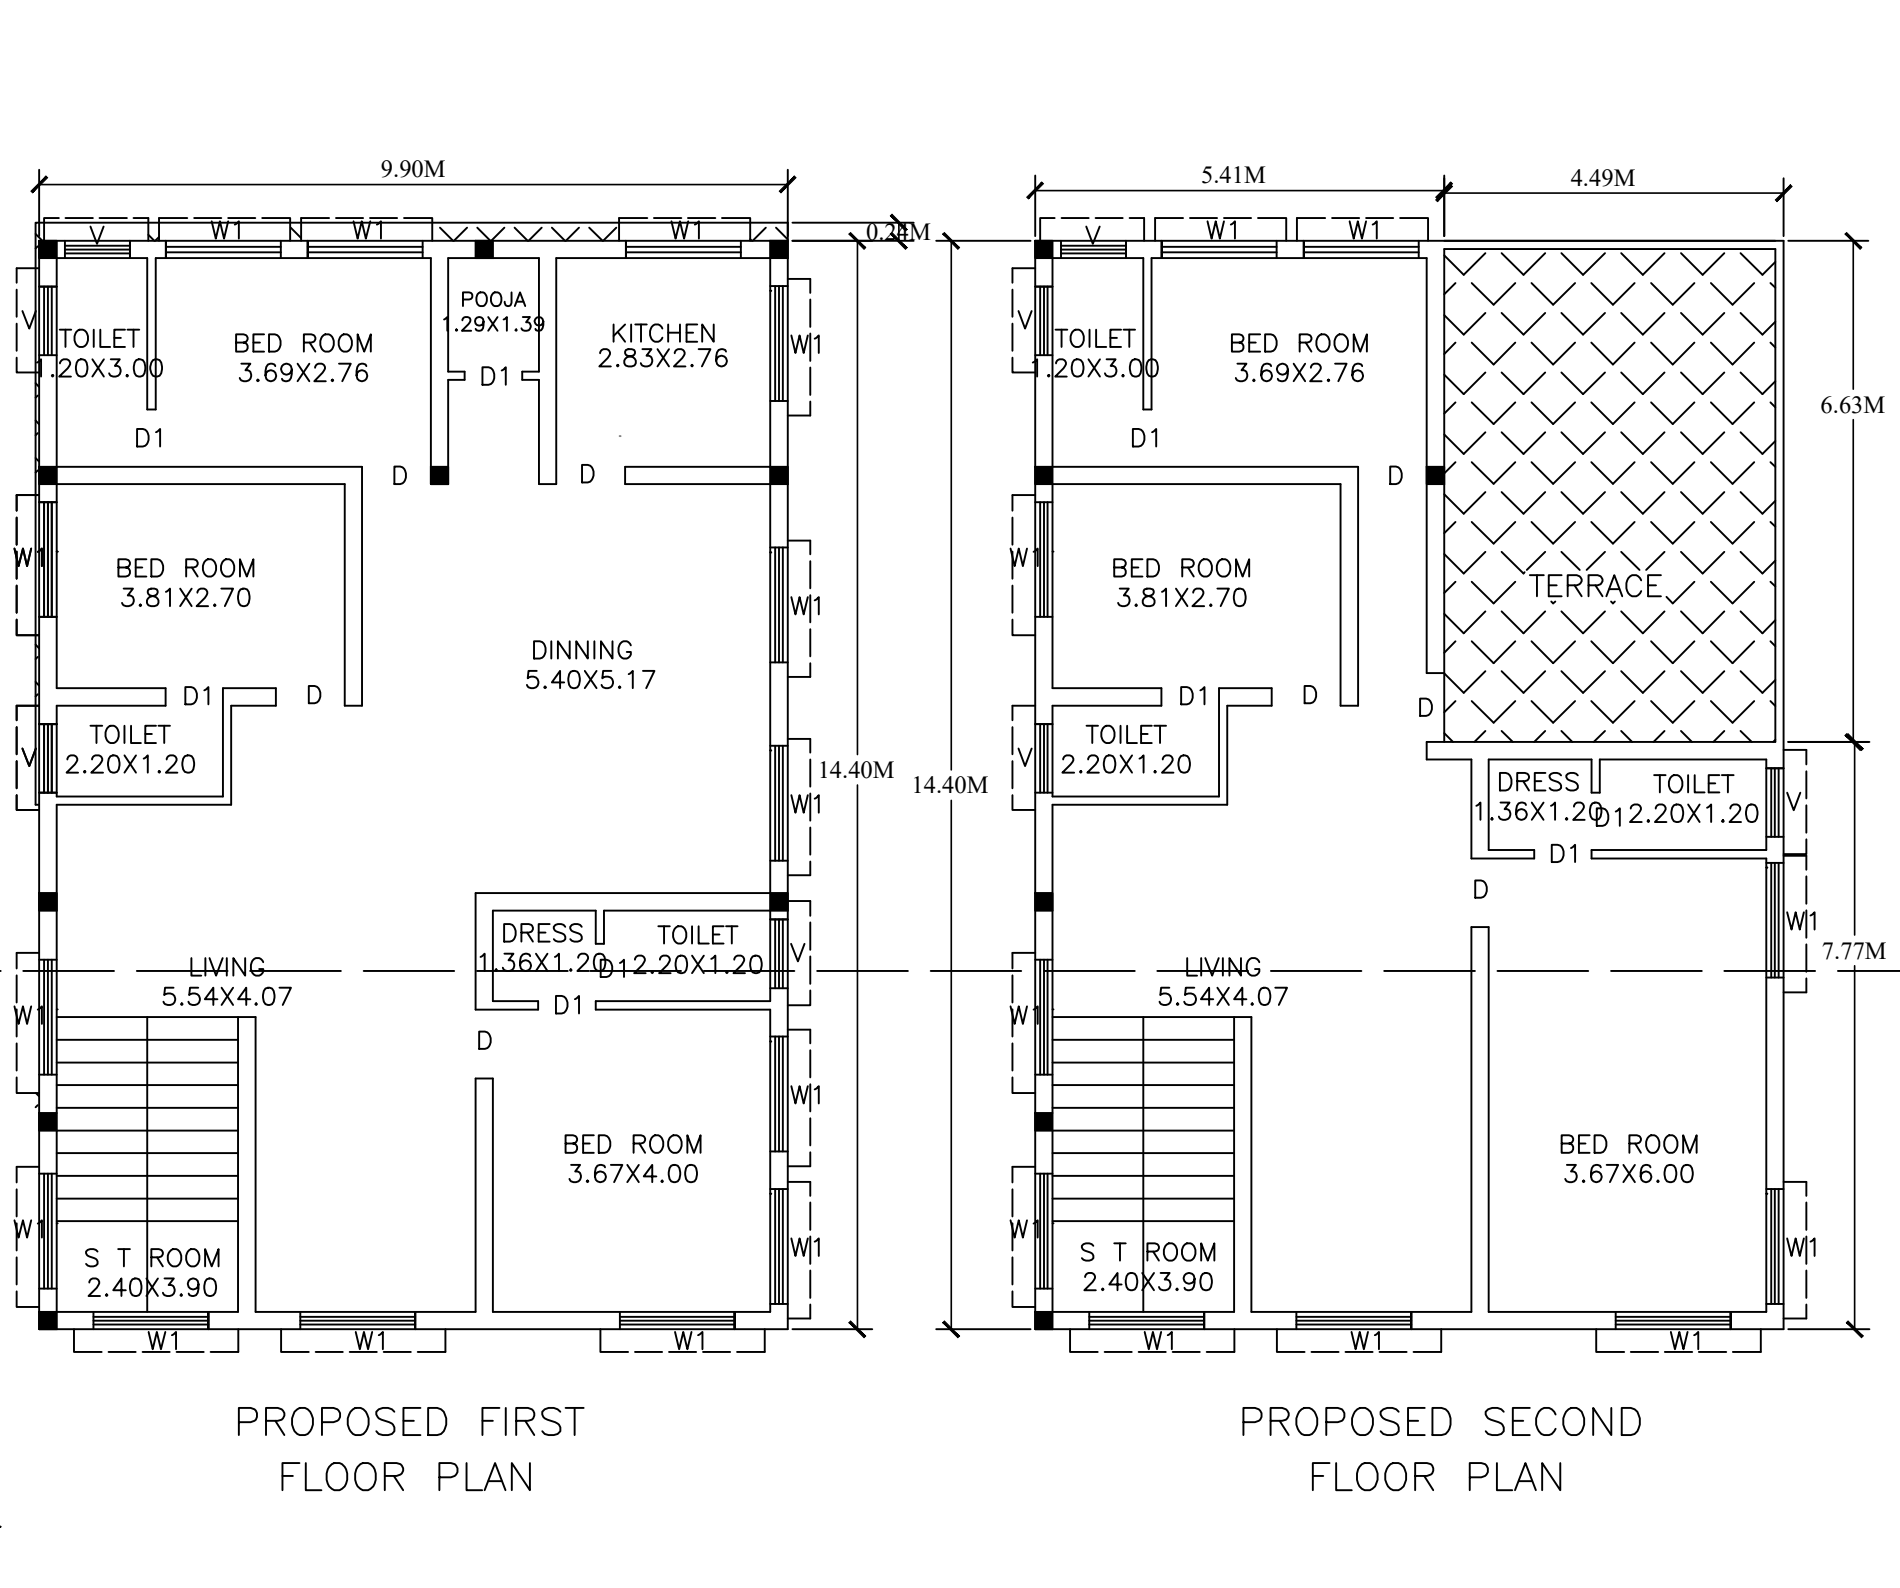 9.90M
0.24M
V
W1
W1
W1
V
TOILET
1.20X3.00
BED ROOM
3.69X2.76
POOJA
1.29X1.39
KITCHEN
2.83X2.76
W1
D1
D1
D
D
W1
BED ROOM
3.81X2.70
DINNING
5.40X5.17
W1
D1
D
TOILET
2.20X1.20
V
W1
14.40M
DRESS
1.36X1.20
D1
TOILET
2.20X1.20
V
LIVING
5.54X4.07
D1
W1
D
W1
BED ROOM
3.67X4.00
W1
S T ROOM
2.40X3.90
W1
W1
W1
W1
PROPOSED FIRST
FLOOR PLAN
5.41M
4.49M
V
W1
W1
V
TOILET
1.20X3.00
BED ROOM
3.69X2.76
6.63M
D1
D
W1
BED ROOM
3.81X2.70
TERRACE
D1
D
D
TOILET
2.20X1.20
V
14.40M
DRESS
1.36X1.20
D1
TOILET
2.20X1.20
V
D1
D
W1
7.77M
LIVING
5.54X4.07
W1
BED ROOM
3.67X6.00
W1
S T ROOM
2.40X3.90
W1
W1
W1
W1
PROPOSED SECOND
FLOOR PLAN